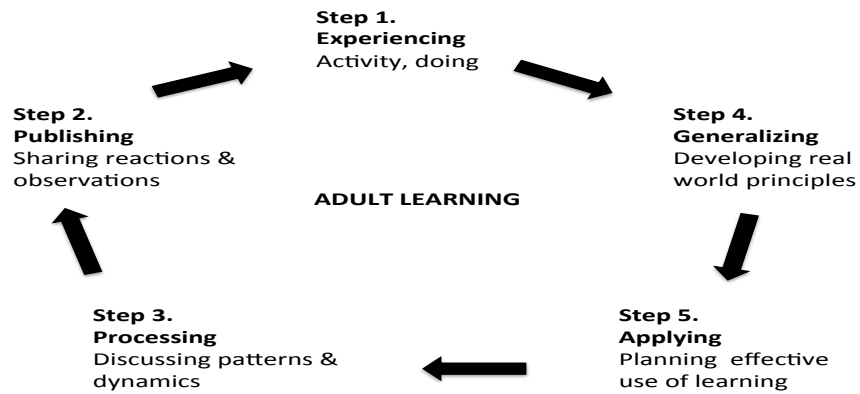 Step 1.
Experiencing
Activity, doing
Step 2.
Publishing
Sharing reactions &
observations
Step 4.
Generalizing
Developing real
world principles
ADULT LEARNING
Step 3.
Processing
Discussing patterns &
dynamics
Step 5.
Applying
Planning effective
use of learning